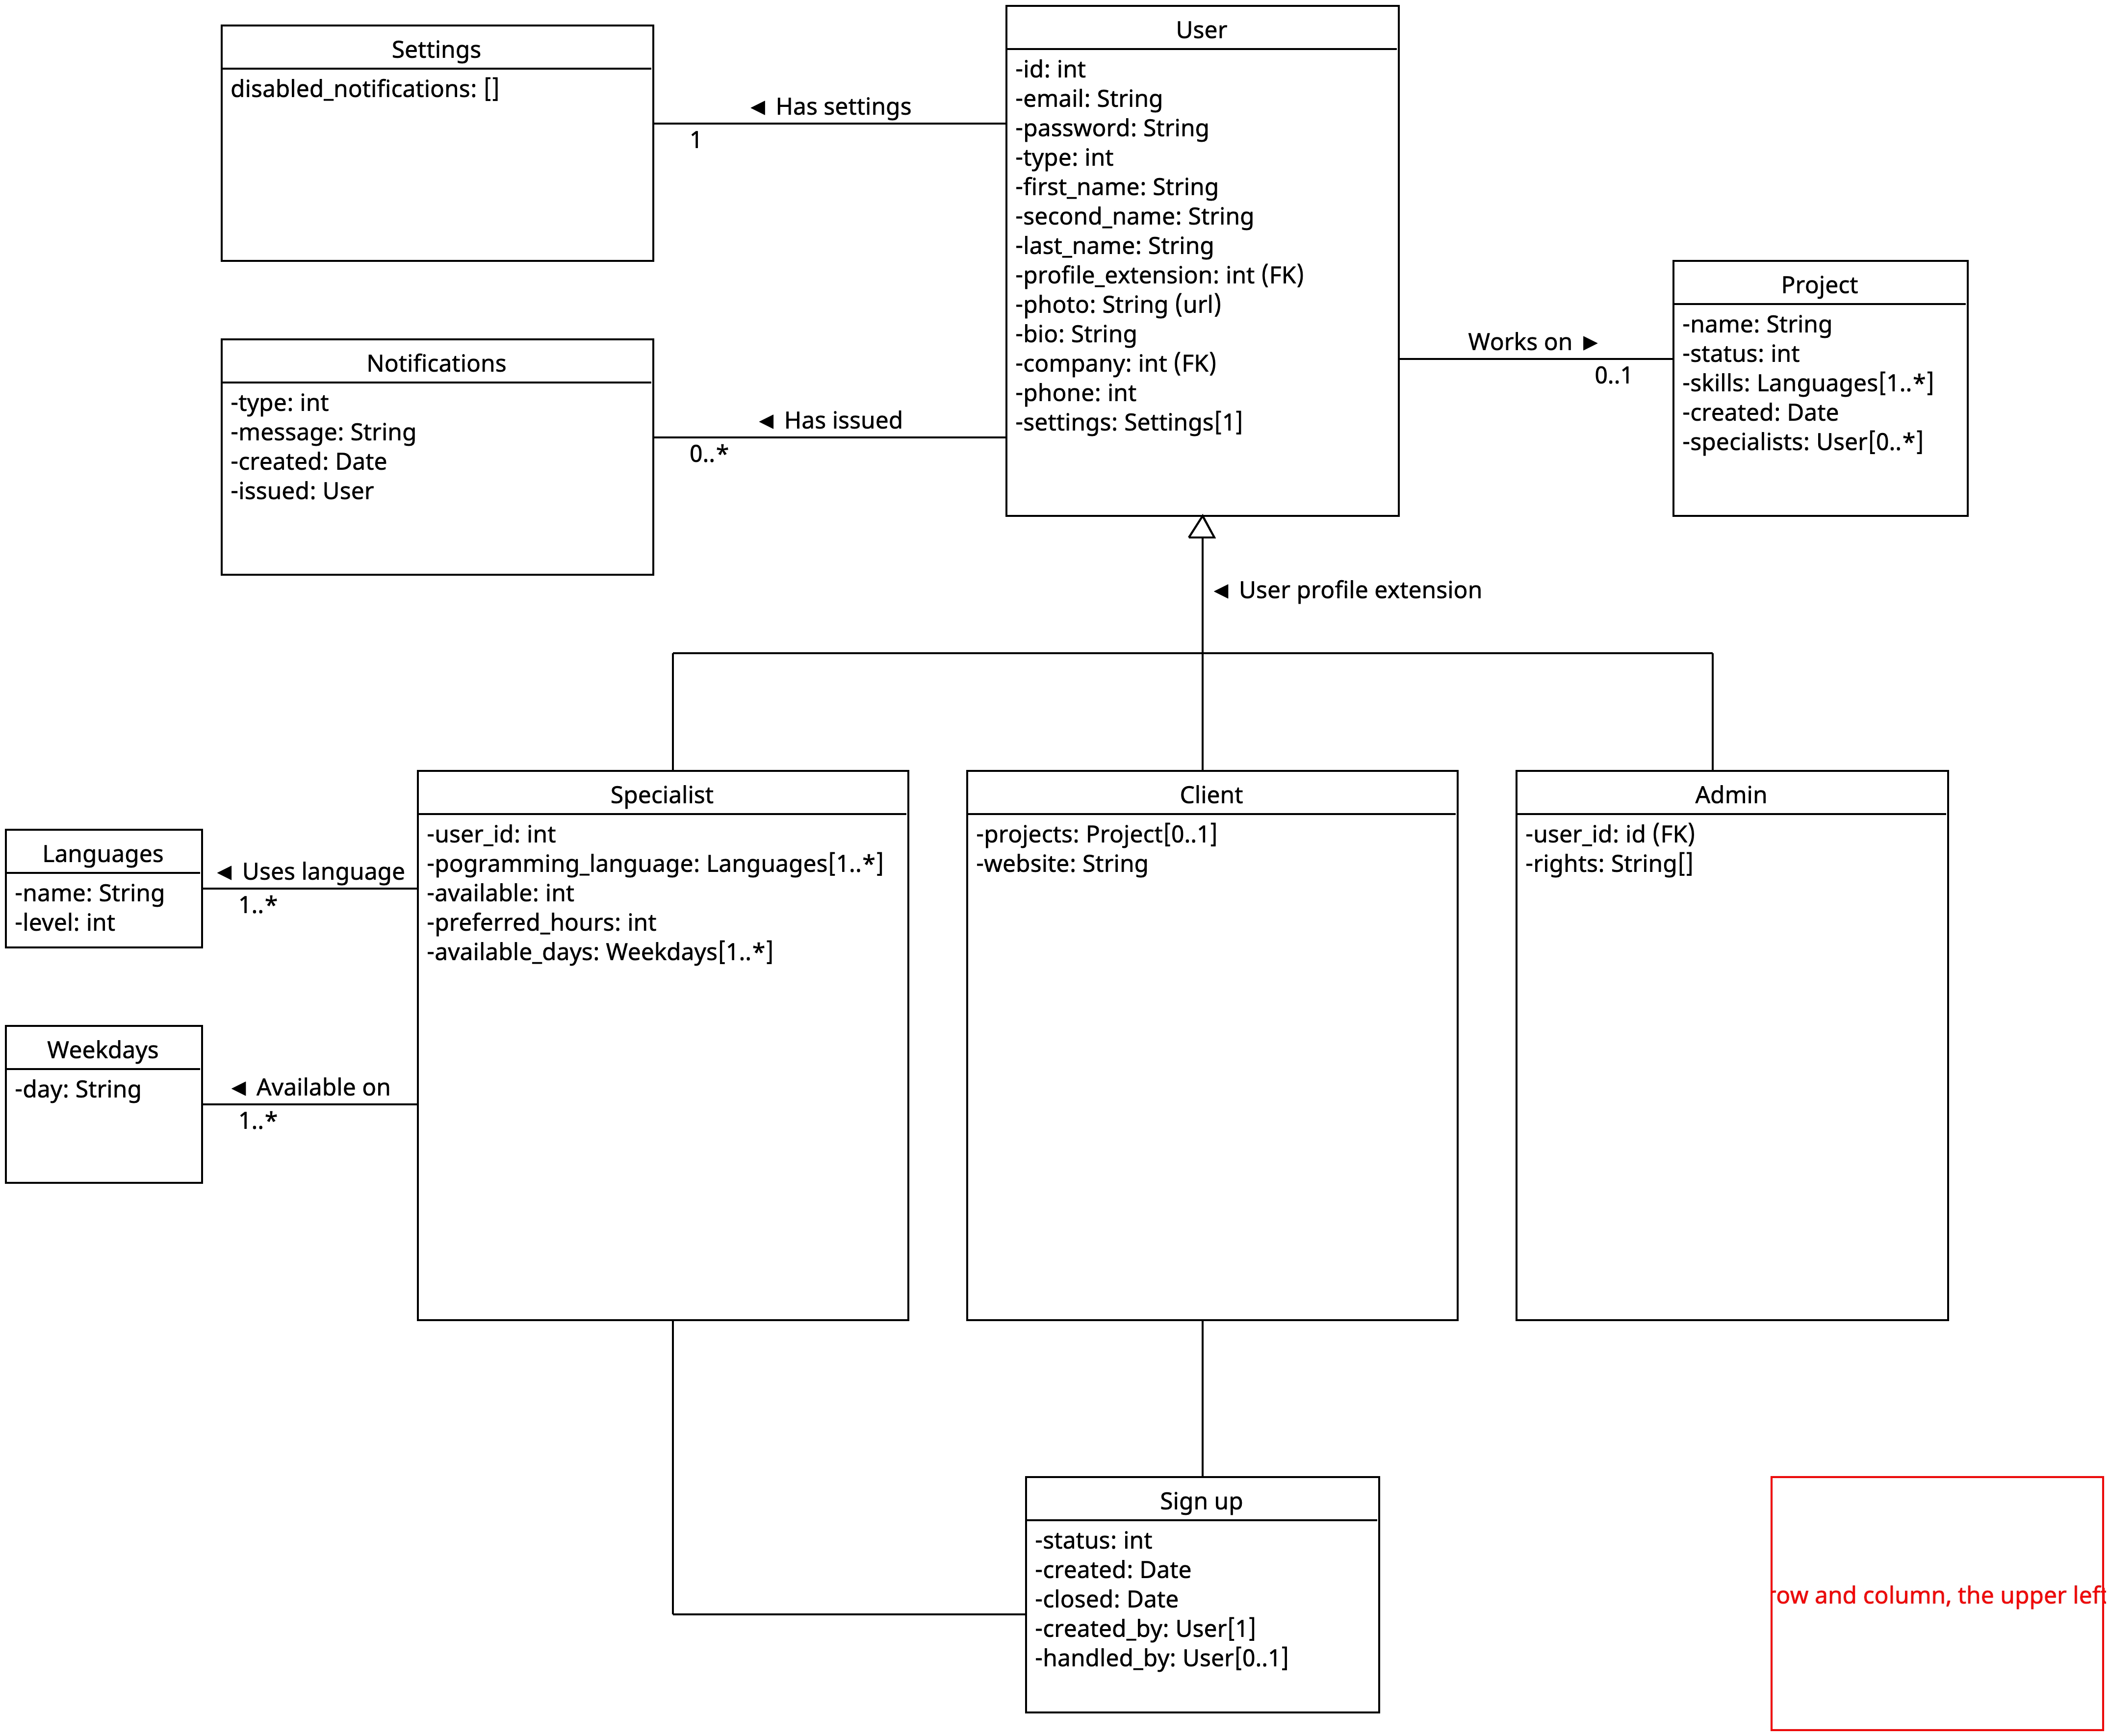 Settings
disabled_notifications: []
◄ Has settings
1
User
-id: int
-email: String
-password: String
-type: int
-first_name: String
-second_name: String
-last_name: String
-profile_extension: int (FK)
-photo: String (url)
-bio: String
-company: int (FK)
-phone: int
-settings: Settings[1]
Notifications
-type: int
-message: String
-created: Date
-issued: User
◄ Has issued
0..*
Works on ►
0..1
Project
-name: String
-status: int
-skills: Languages[1..*]
-created: Date
-specialists: User[0..*]
◄ User profile extension
Languages
-name: String
-level: int
◄ Uses language
1..*
Weekdays
-day: String
◄ Available on
1..*
Specialist
-user_id: int
-pogramming_language: Languages[1..*]
-available: int
-preferred_hours: int
-available_days: Weekdays[1..*]
Client
-projects: Project[0..1]
-website: String
Admin
-user_id: id (FK)
-rights: String[]
Sign up
-status: int
-created: Date
-closed: Date
-created_by: User[1]
-handled_by: User[0..1]
row and column, the upper left